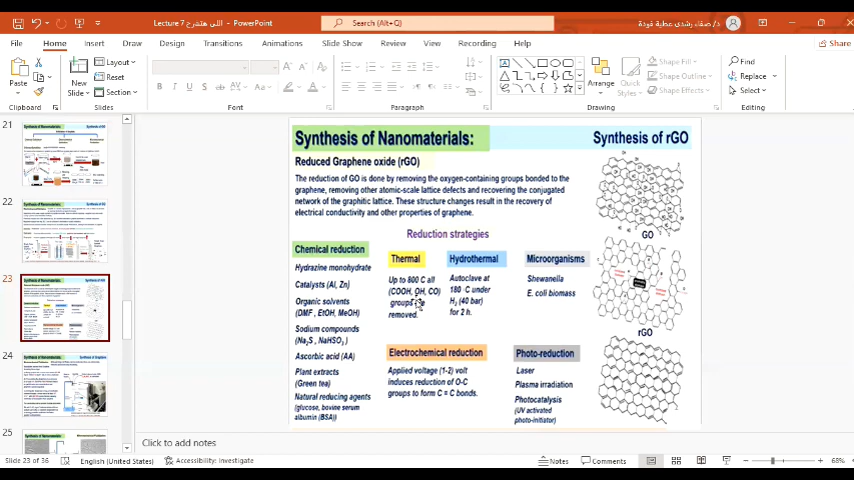 Lecture 7 اللى هتشرح - PowerPoint
Search (Alt+Q)
د/ صفاء رشدى عطية فودة
File Home Insert Draw Design Transitions Animations Slide Show Review View Recording Help Share
Paste
Clipboard
New
Slide
Layout
Reset
Section
Slides
Font
Paragraph
Arrange
Quick
Styles
Shape Fill
Shape Outline
Shape Effects
Drawing
Find
Replace
Select
Editing
21
22
23
24
25
Synthesis of Nanomaterials:
Synthesis of rGO
Reduced Graphene oxide (rGO)
The reduction of GO is done by removing the oxygen-containing groups bonded to the
graphene, removing other atomic-scale lattice defects and recovering the conjugated
network of the graphitic lattice. These structure changes result in the recovery of
electrical conductivity and other properties of graphene.
Reduction strategies
Chemical reduction
Hydrazine monohydrate
Catalysts (Al, Zn)
Organic solvents
(DMF , EtOH, MeOH)
Sodium compounds
(Na₂S , NaHSO₃ )
Ascorbic acid (AA)
Plant extracts
(Green tea)
Natural reducing agents
(glucose, bovine serum
albumin (BSA))
Thermal
Up to 800 C all
(COOH, OH, CO)
groups
removed.
Hydrothermal
Autoclave at
180 ◦C under
H₂ (40 bar)
for 2 h.
Microorganisms
Shewanella
E. coli biomass
Electrochemical reduction
Applied voltage (1-2) volt
induces reduction of O-C
groups to form C = C bonds.
Photo-reduction
Laser
Plasma irradiation
Photocatalysis
(UV activated
photo-initiator)
GO
rGO
Click to add notes
Slide 23 of 36 English (United States) Accessibility: Investigate Notes Comments 68%